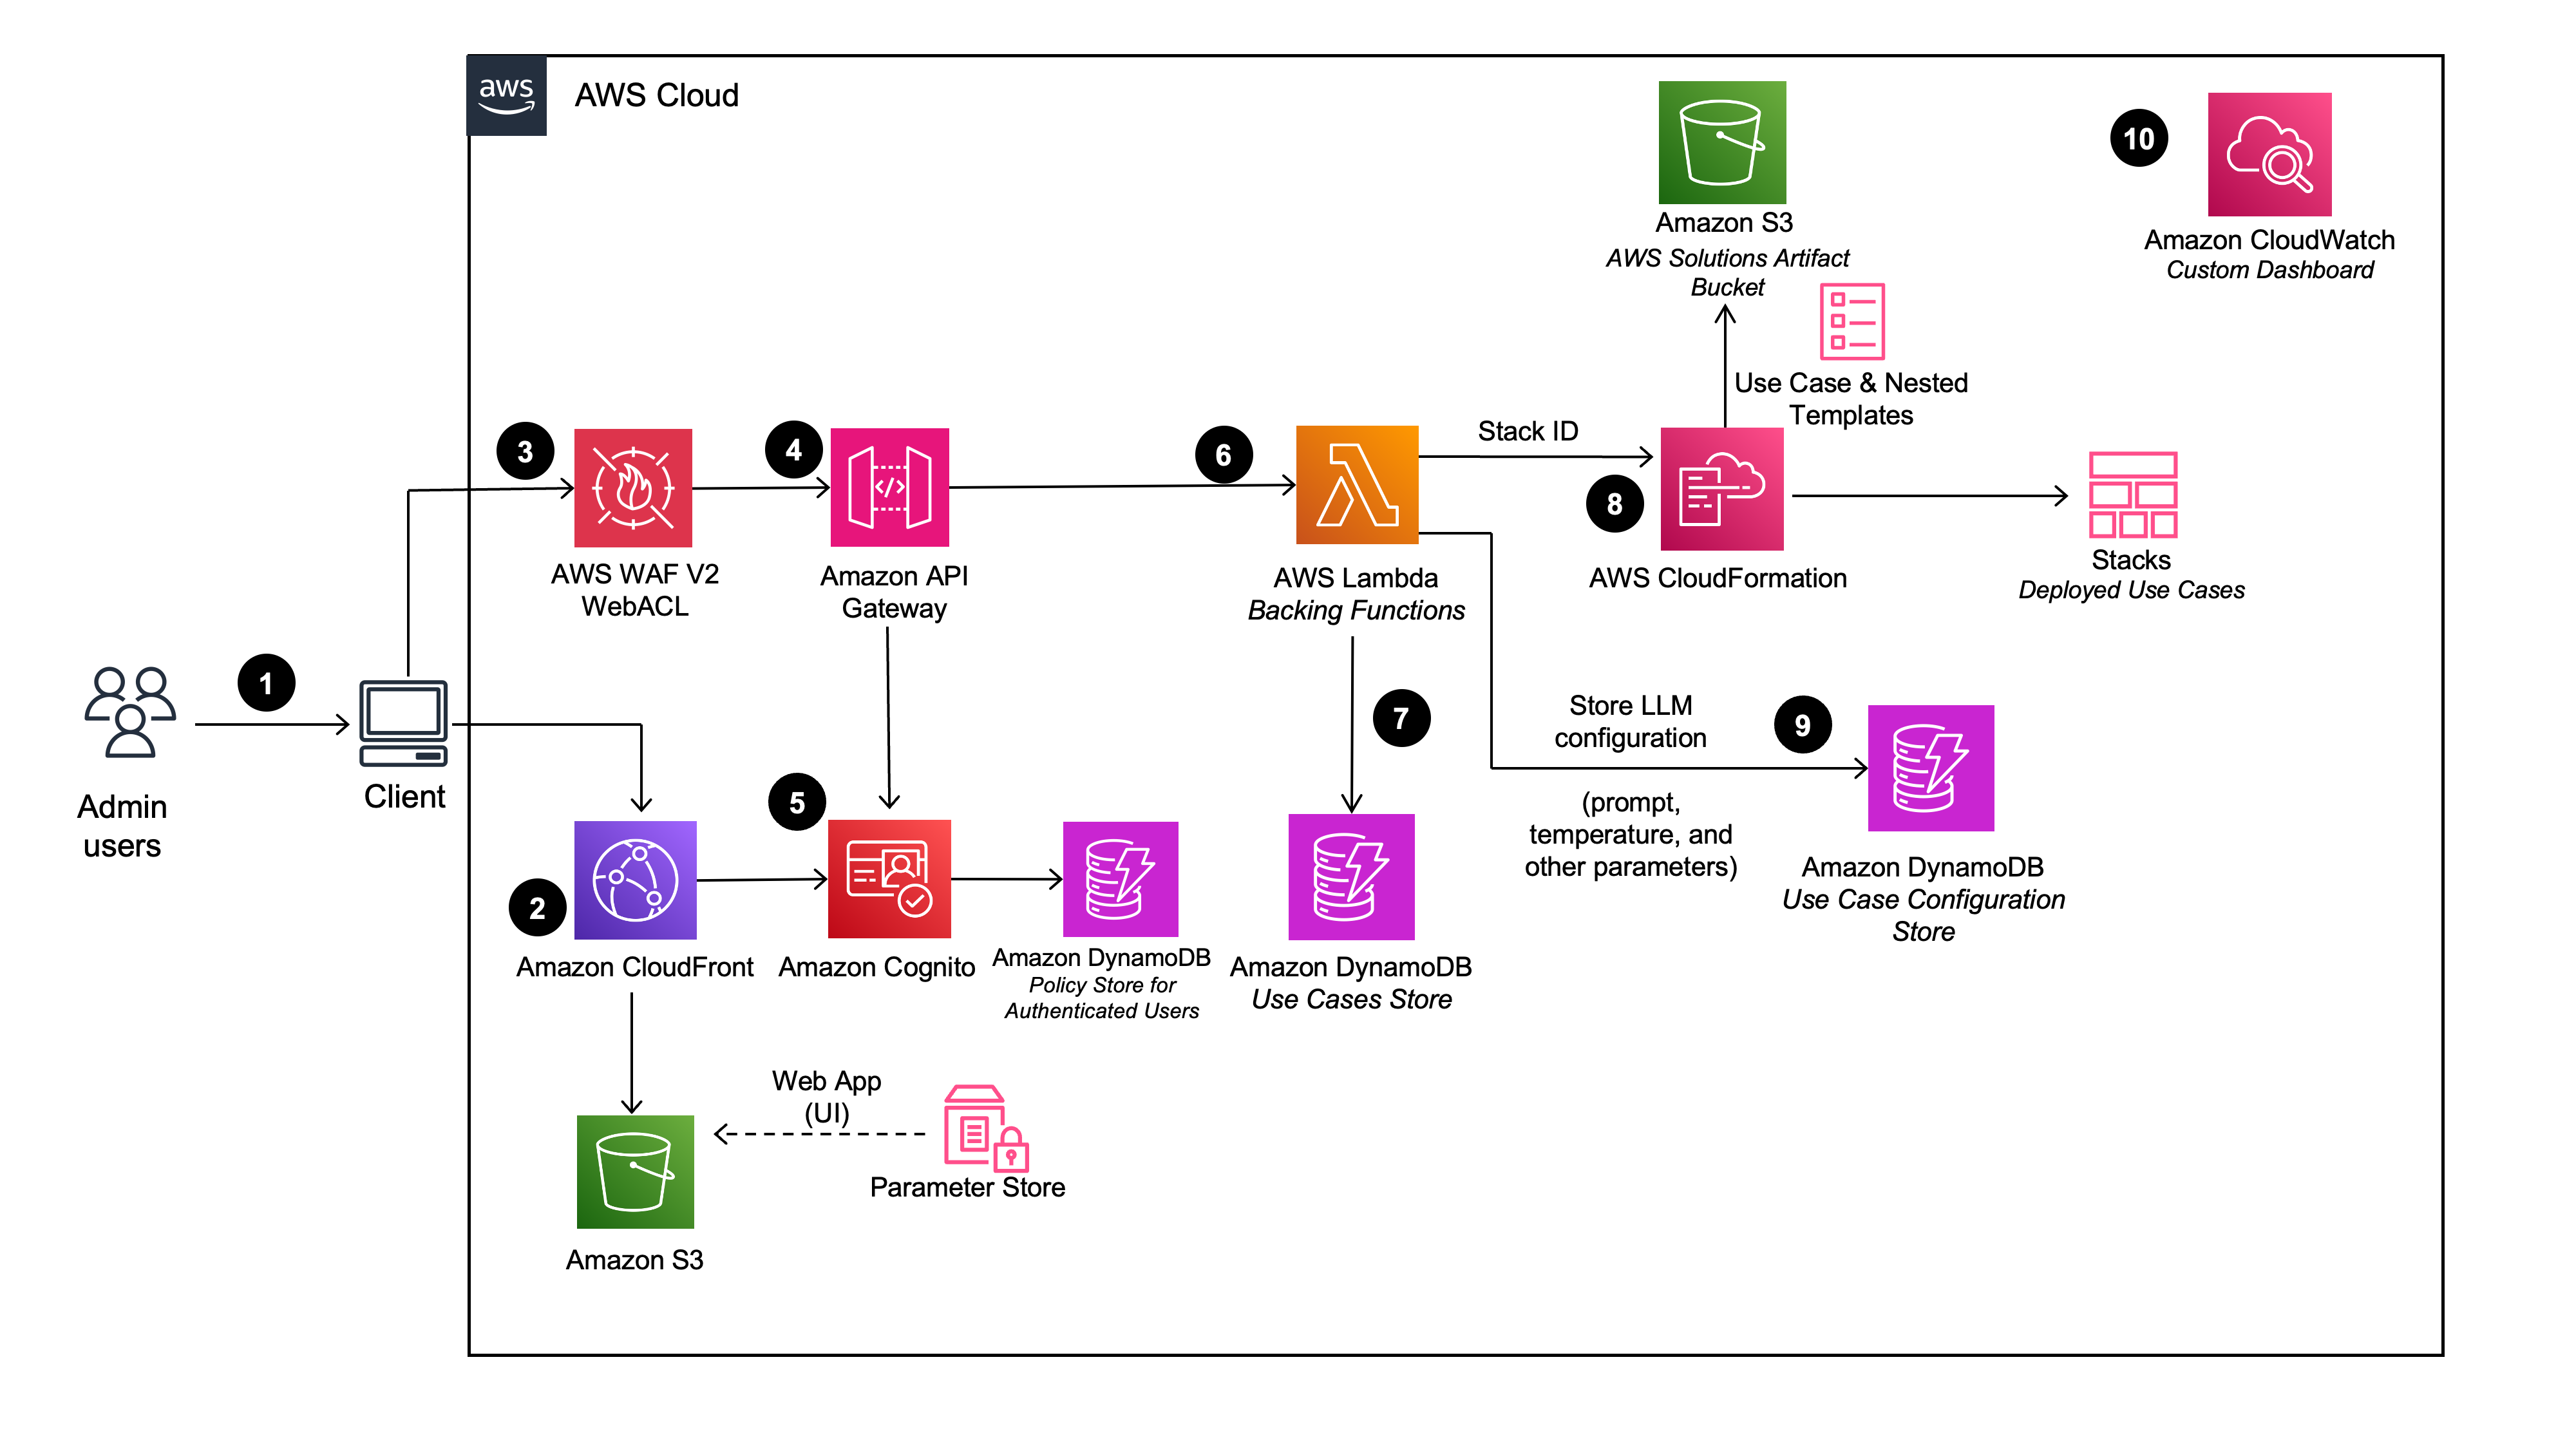 aws
AWS Cloud
10
Amazon S3
AWS Solutions Artifact
Bucket
Amazon CloudWatch
Custom Dashboard
Use Case & Nested
Templates
3
4
6
Stack ID
8
AWS WAF V2
WebACL
Amazon API
Gateway
AWS Lambda
Backing Functions
AWS CloudFormation
Stacks
Deployed Use Cases
1
Admin
users
Client
7
Store LLM
configuration
9
(prompt,
temperature, and
other parameters)
5
2
Amazon CloudFront
Amazon Cognito
Amazon DynamoDB
Policy Store for
Authenticated Users
Amazon DynamoDB
Use Cases Store
Amazon DynamoDB
Use Case Configuration
Store
Web App
(UI)
Parameter Store
Amazon S3